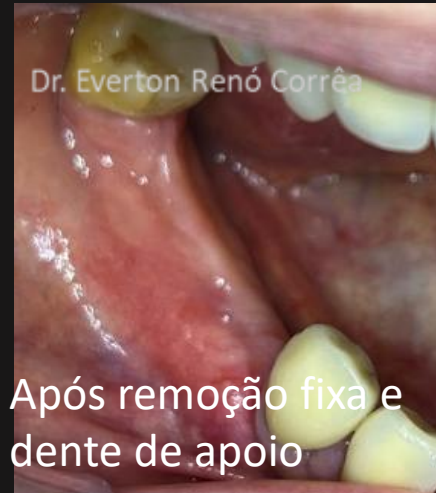 Dr. Everton Renó Corrêa
Após remoção fixa e
dente de apoio